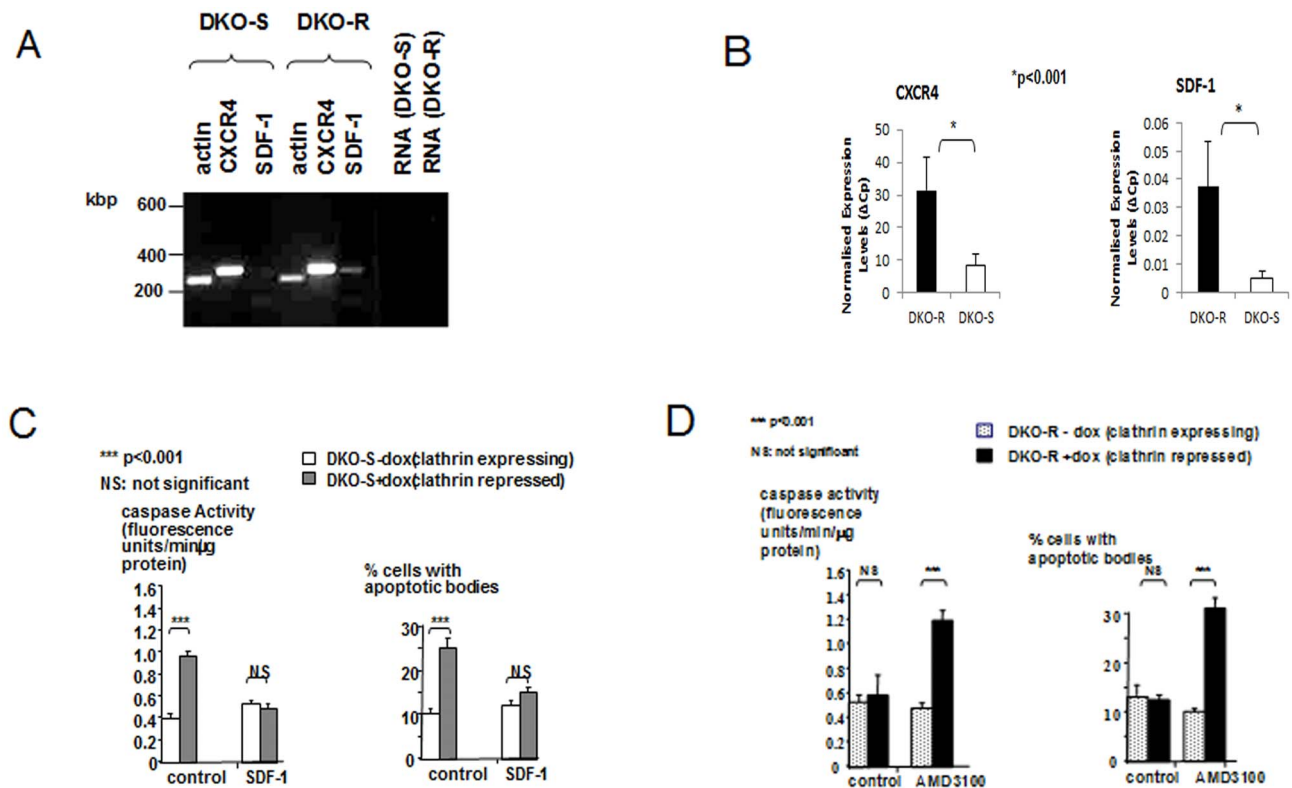 A
DKO-S
DKO-R
actin
CXCR4
SDF-1
actin
CXCR4
SDF-1
RNA (DKO-S)
RNA (DKO-R)
kbp
600
400
200
B
*p<0.001
CXCR4
Normalised Expression
Levels (ΔCp)
60
50
40
30
20
10
0
*
DKO-R
DKO-S
SDF-1
Normalised Expression
Levels (ΔCp)
0.06
0.05
0.04
0.03
0.02
0.01
0
*
DKO-R
DKO-S
C
*** p<0.001
NS: not significant
DKO-S-dox(clathrin expressing)
DKO-S+dox(clathrin repressed)
caspase Activity
(fluorescence
units/min/µg
protein)
1.6
1.4
1.2
1.0
0.8
0.6
0.4
0.2
0
***
NS
control
SDF-1
% cells with
apoptotic bodies
30
20
10
0
***
NS
control
SDF-1
D
*** p<0.001
NS: not significant
DKO-R - dox (clathrin expressing)
DKO-R +dox (clathrin repressed)
caspase activity
(fluorescence
units/min/µg
protein)
1.6
1.4
1.2
1.0
0.8
0.6
0.4
0.2
0
NS
***
control
AMD3100
% cells with
apoptotic bodies
30
20
10
0
NS
***
control
AMD3100